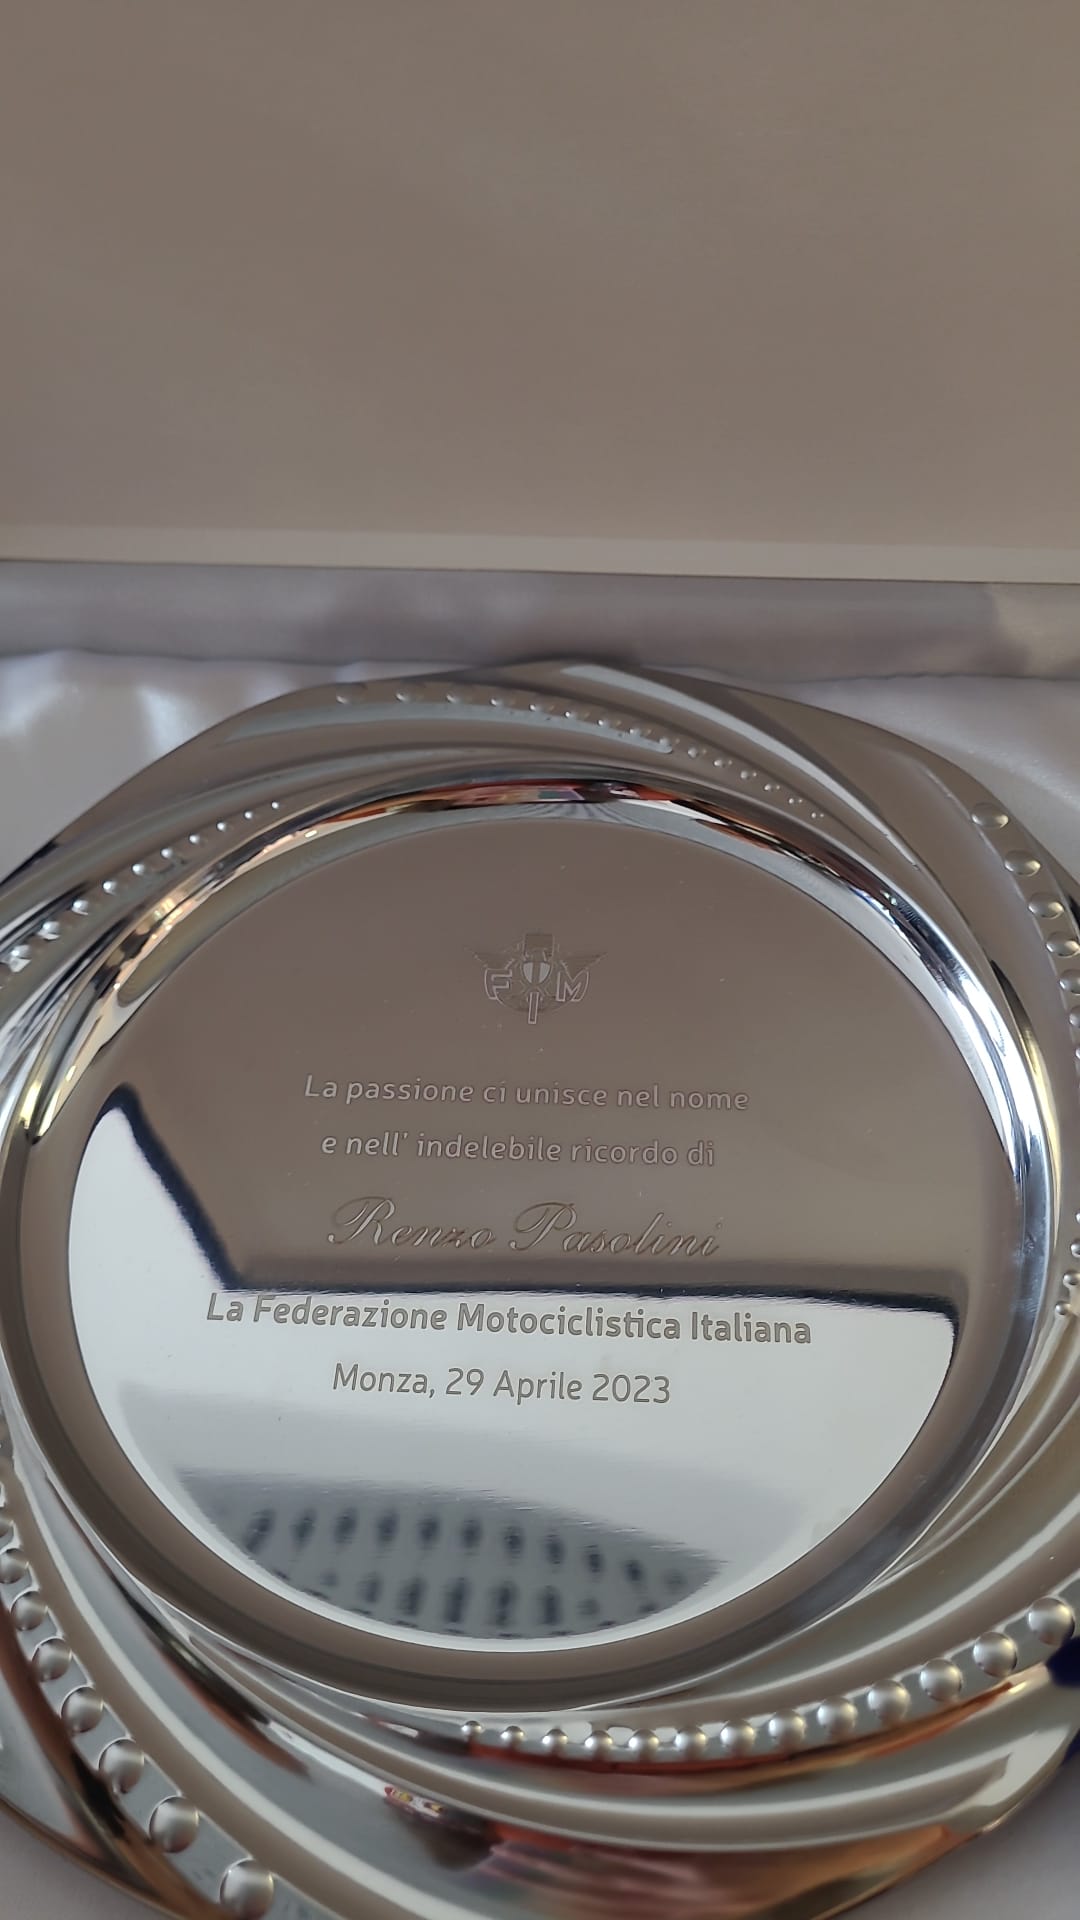 F M
I
La passione ci unisce nel nome
e nell' indelebile ricordo di
Renzo Pasolini
La Federazione Motociclistica Italiana
Monza, 29 Aprile 2023